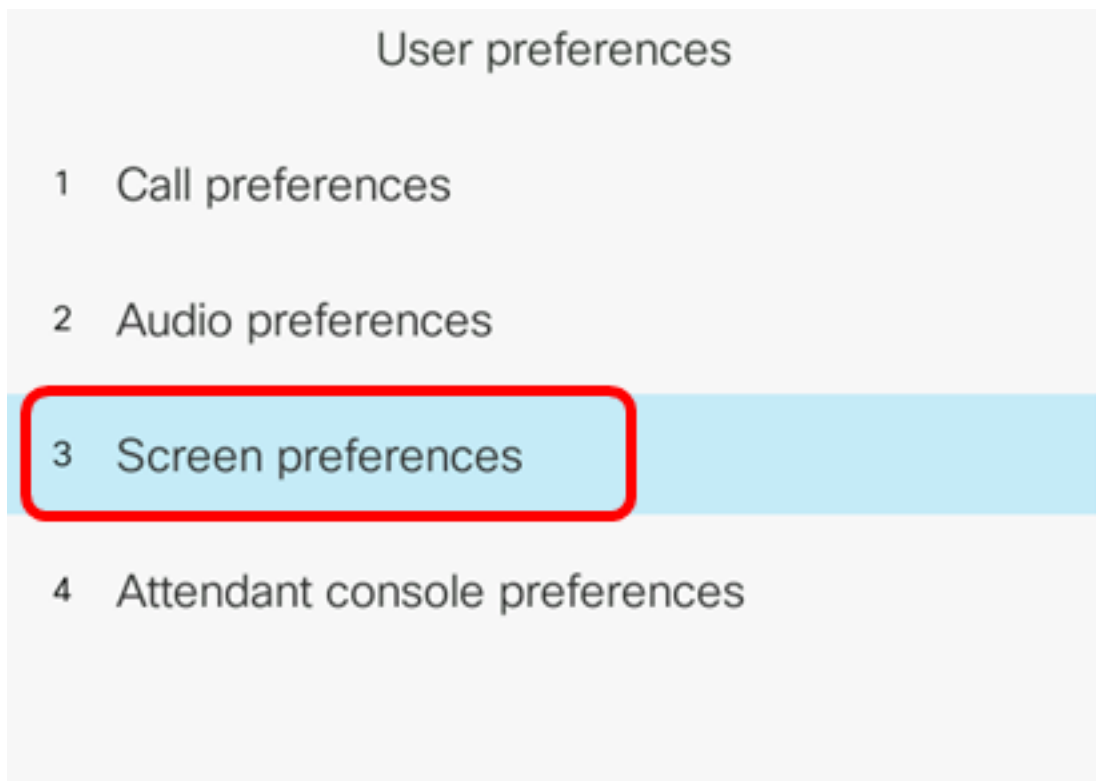 User preferences
1 Call preferences
2 Audio preferences
3 Screen preferences
4 Attendant console preferences